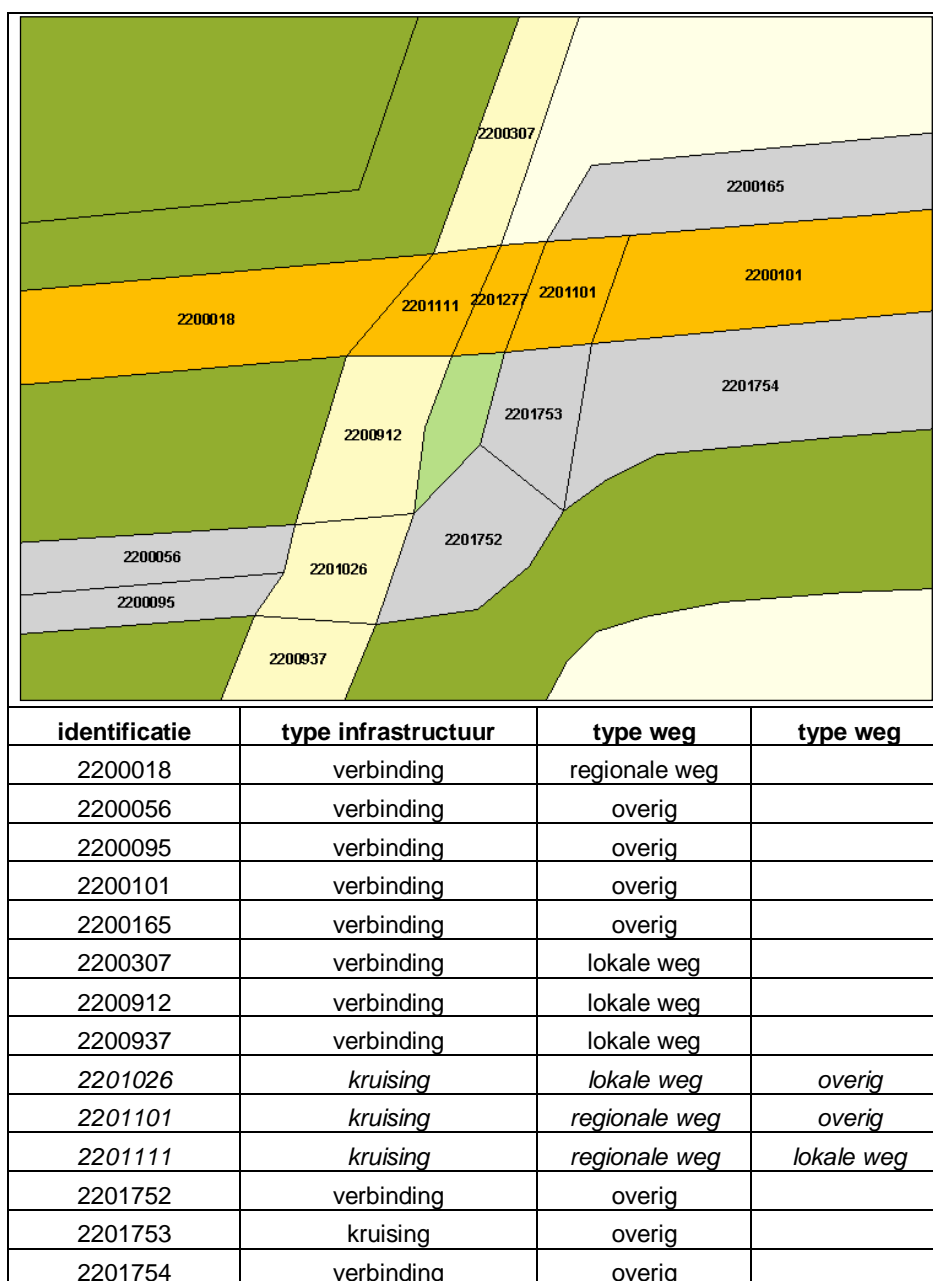 2200307
2200165
2200101
2201101
2201277
2201111
2200018
2201754
2201753
2200912
2201752
2200056
2201026
2200095
2200937
identificatie type infrastructuur type weg type weg
2200018 verbinding regionale weg
2200056 verbinding overig
2200095 verbinding overig
2200101 verbinding overig
2200165 verbinding overig
2200307 verbinding lokale weg
2200912 verbinding lokale weg
2200937 verbinding lokale weg
2201026 kruising lokale weg overig
2201101 kruising regionale weg overig
2201111 kruising regionale weg lokale weg
2201752 verbinding overig
2201753 kruising overig
2201754 verbinding overig